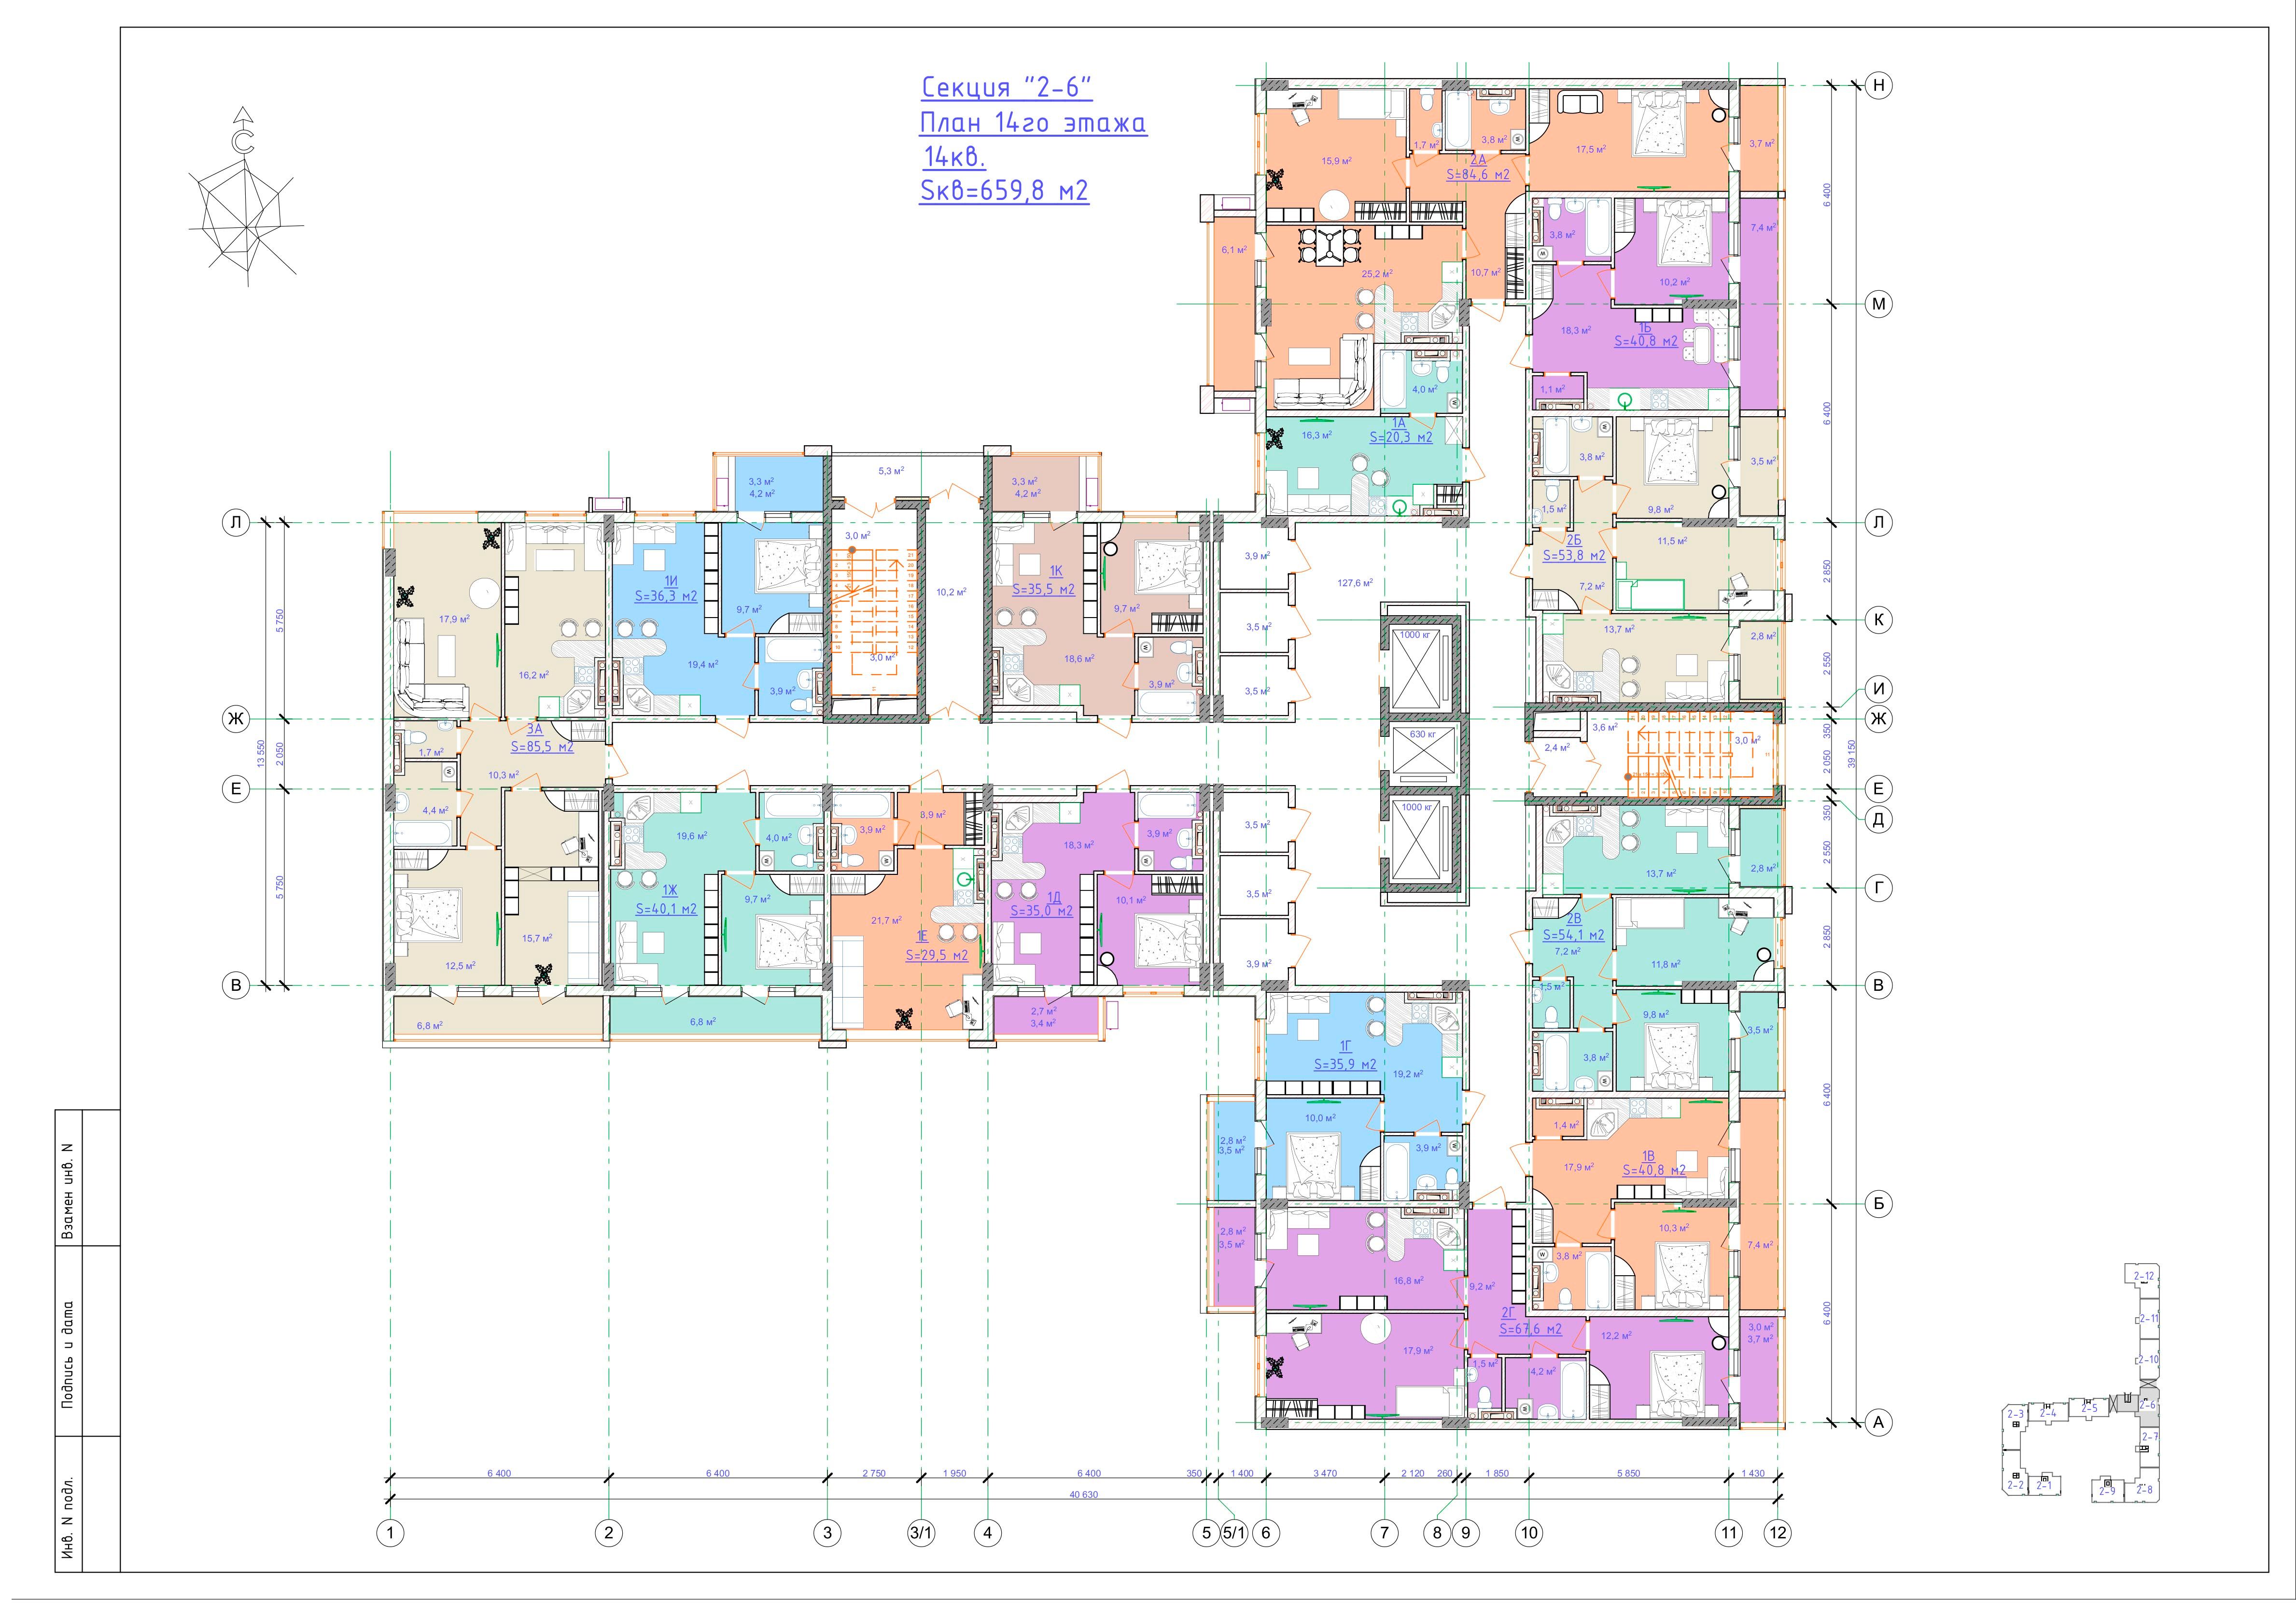 Секция "2-6"
План 14го этажа
14кв.
Sкв=659,8 м2
С
15,9 м²
1,7 м²
3,8 м²
2А
S=84,6 м2
17,5 м²
3,7 м²
6,1 м²
25,2 м²
10,7 м²
3,8 м²
10,2 м²
7,4 м²
18,3 м²
1Б
S=40,8 м2
1,1 м²
4,0 м²
16,3 м²
1А
S=20,3 м2
3,8 м²
9,8 м²
3,5 м²
1,5 м²
2Б
S=53,8 м2
11,5 м²
7,2 м²
13,7 м²
2,8 м²
3,3 м²
4,2 м²
5,3 м²
3,3 м²
4,2 м²
17,9 м²
16,2 м²
1И
S=36,3 м2
9,7 м²
19,4 м²
3,9 м²
3,0 м²
3,0 м²
10,2 м²
1К
S=35,5 м2
9,7 м²
18,6 м²
3,9 м²
3,9 м²
3,5 м²
3,5 м²
127,6 м²
1000 кг
630 кг
1000 кг
3А
S=85,5 м2
1,7 м²
10,3 м²
4,4 м²
12,5 м²
15,7 м²
6,8 м²
19,6 м²
4,0 м²
1Ж
S=40,1 м2
9,7 м²
6,8 м²
3,9 м²
3,9 м²
21,7 м²
1Е
S=29,5 м2
18,3 м²
3,9 м²
1Д
S=35,0 м2
10,1 м²
2,7 м²
3,4 м²
3,5 м²
3,5 м²
3,9 м²
2,4 м²
3,6 м²
3,0 м²
13,7 м²
2,8 м²
2В
S=54,1 м2
7,2 м²
11,8 м²
1,5 м²
9,8 м²
3,5 м²
3,8 м²
1Г
S=35,9 м2
19,2 м²
10,0 м²
3,9 м²
2,8 м²
3,5 м²
1,4 м²
17,9 м²
1В
S=40,8 м2
10,3 м²
3,8 м²
7,4 м²
2,8 м²
3,5 м²
16,8 м²
9,2 м²
2Г
S=67,6 м2
17,9 м²
1,5 м²
4,2 м²
12,2 м²
3,0 м²
3,7 м²
Л
Ж
Е
В
5 750
2 050
5 750
13 550
Н
М
Л
К
И
Ж
Е
Д
Г
В
Б
А
6 400
6 400
2 850
2 550
350
2 050
350
2 550
2 850
6 400
6 400
39 150
6 400
6 400
2 750
1 950
6 400
350
1 400
3 470
2 120
260
1 850
5 850
1 430
40 630
1
2
3
3/1
4
5
5/1
6
7
8
9
10
11
12
Взамен инв. N
Подпись и дата
Инв. N подл.
2-12
2-11
2-10
2-6
2-5
2-4
2-3
2-7
2-2
2-1
2-9
2-8